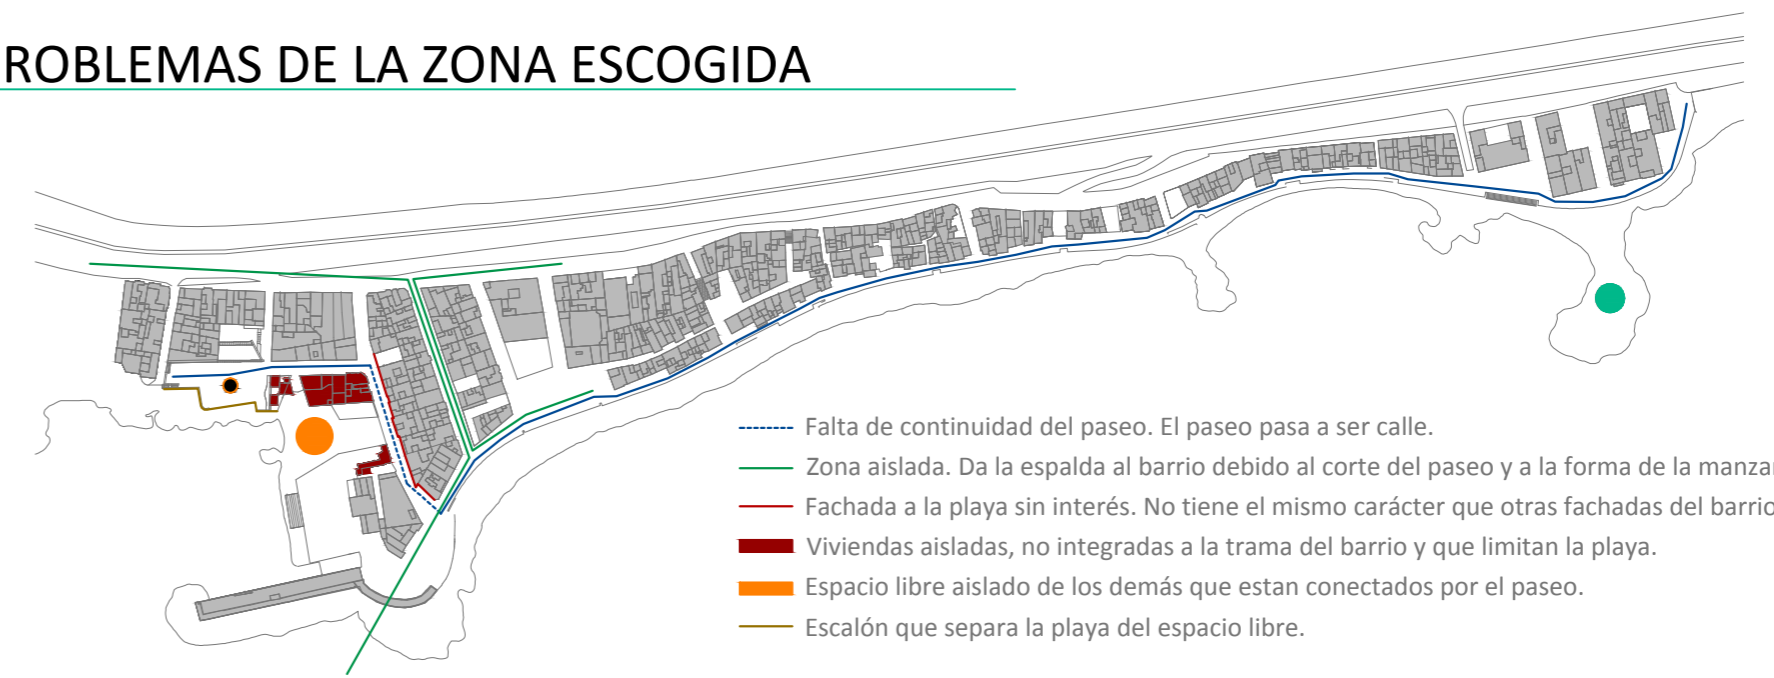 ROBLEMAS DE LA ZONA ESCOGIDA
Falta de continuidad del paseo. El paseo pasa a ser calle.
Zona aislada. Da la espalda al barrio debido al corte del paseo y a la forma de la
Fachada a la playa sin interés. No tiene el mismo carácter que otras fachadas del barrio
Viviendas aisladas, no integradas a la trama del barrio y que limitan la playa.
Espacio libre aislado de los demás que estan conectados por el paseo.
Escalón que separa la playa del espacio libre.